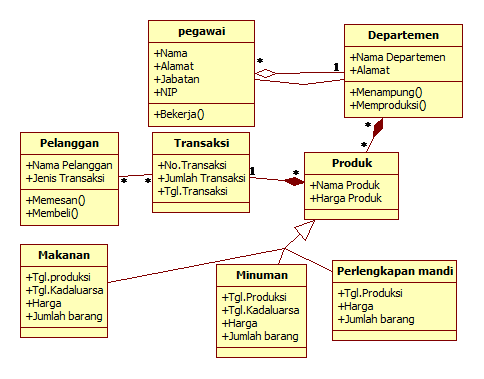 pegawai
+Nama
+Alamat
+Jabatan
+NIP
+Bekerja()
*
1
Departemen
+Nama Departemen
+Alamat
+Menampung()
+Memproduksi()
*
*
Pelanggan
+Nama Pelanggan
+Jenis Transaksi
+Memesan()
+Membeli()
*
*
Transaksi
+No.Transaksi
+Jumlah Transaksi
+Tgl.Transaksi
1
*
Produk
+Nama Produk
+Harga Produk
Makanan
+Tgl.produksi
+Tgl.Kadaluarsa
+Harga
+Jumlah barang
Minuman
+Tgl.Produksi
+Tgl.Kadaluarsa
+Harga
+Jumlah barang
Perlengkapan mandi
+Tgl.Produksi
+Harga
+Jumlah barang